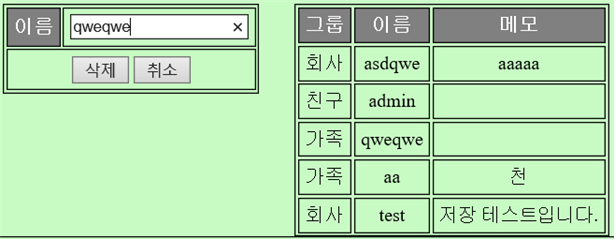 이름 qweqwe ×
삭제 취소
그룹 이름 메모
회사 asdqwe aaaaa
친구 admin
가족 qweqwe
가족 aa 천
회사 test 저장 테스트입니다.